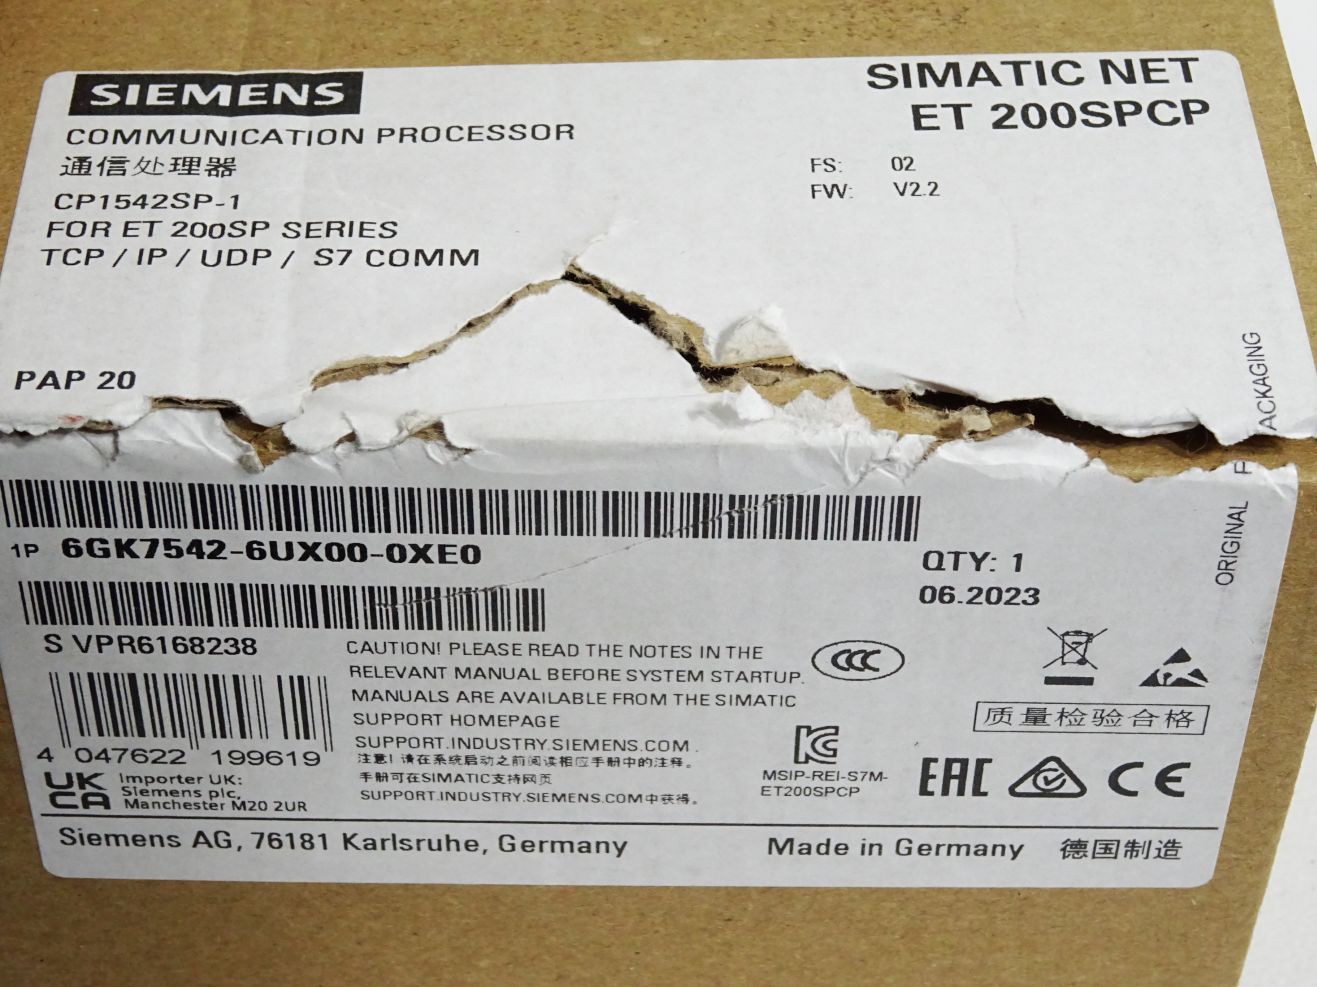 SIEMENS
SIMATIC NET
ET 200SPCP
COMMUNICATION PROCESSOR
通信处理器
FS: 02
FW: V2.2
CP1542SP-1
FOR ET 200SP SERIES
TCP / IP / UDP / S7 COMM
PAP 20
ORIGINAL PACKAGING
1P 6GK7542-6UX00-0XE0
QTY: 1
06.2023
S VPR6168238
CAUTION! PLEASE READ THE NOTES IN THE
RELEVANT MANUAL BEFORE SYSTEM STARTUP.
MANUALS ARE AVAILABLE FROM THE SIMATIC
SUPPORT HOMEPAGE
SUPPORT.INDUSTRY.SIEMENS.COM.
注意! 请在系统启动之前阅读相应手册中的注释。
手册可在SIMATIC支持网页
SUPPORT.INDUSTRY.SIEMENS.COM中获得。
CCC
质量检验合格
4 047622 199619
UK
CA
Importer UK:
Siemens plc,
Manchester M20 2UR
KC
MSIP-REI-S7M-
ET200SPCP
EAC
CE
Siemens AG, 76181 Karlsruhe, Germany
Made in Germany 德国制造